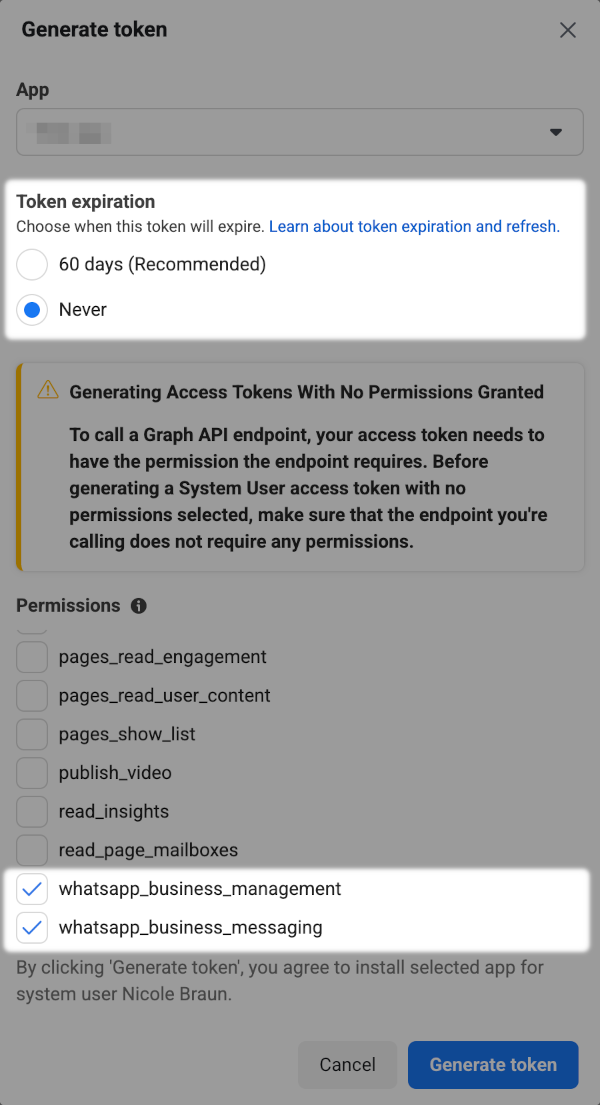 Generate token
App
Token expiration
Choose when this token will expire. Learn about token expiration and refresh.
60 days (Recommended)
Never
Generating Access Tokens With No Permissions Granted
To call a Graph API endpoint, your access token needs to
have the permission the endpoint requires. Before
generating a System User access token with no
permissions selected, make sure that the endpoint you're
calling does not require any permissions.
Permissions
pages_read_engagement
pages_read_user_content
pages_show_list
publish_video
read_insights
read_page_mailboxes
whatsapp_business_management
whatsapp_business_messaging
By clicking 'Generate token', you agree to install selected app for
system user Nicole Braun.
Cancel Generate token